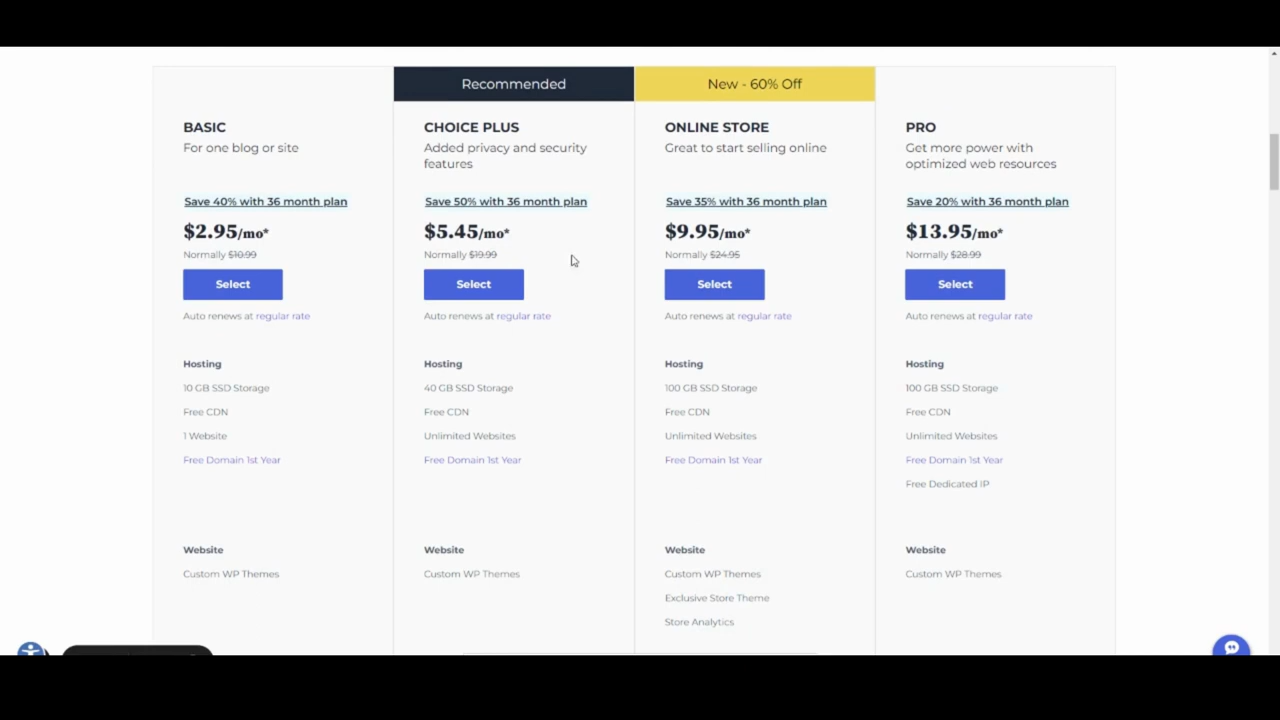 Recommended
New - 60% Off
BASIC
For one blog or site
Save 40% with 36 month plan
$2.95/mo*
Normally $10.99
Select
Auto renews at regular rate
Hosting
10 GB SSD Storage
Free CDN
1 Website
Free Domain 1st Year
Website
Custom WP Themes
CHOICE PLUS
Added privacy and security
features
Save 50% with 36 month plan
$5.45/mo*
Normally $19.99
Select
Auto renews at regular rate
Hosting
40 GB SSD Storage
Free CDN
Unlimited Websites
Free Domain 1st Year
Website
Custom WP Themes
ONLINE STORE
Great to start selling online
Save 35% with 36 month plan
$9.95/mo*
Normally $24.95
Select
Auto renews at regular rate
Hosting
100 GB SSD Storage
Free CDN
Unlimited Websites
Free Domain 1st Year
Website
Custom WP Themes
Exclusive Store Theme
Store Analytics
PRO
Get more power with
optimized web resources
Save 20% with 36 month plan
$13.95/mo*
Normally $28.99
Select
Auto renews at regular rate
Hosting
100 GB SSD Storage
Free CDN
Unlimited Websites
Free Domain 1st Year
Free Dedicated IP
Website
Custom WP Themes